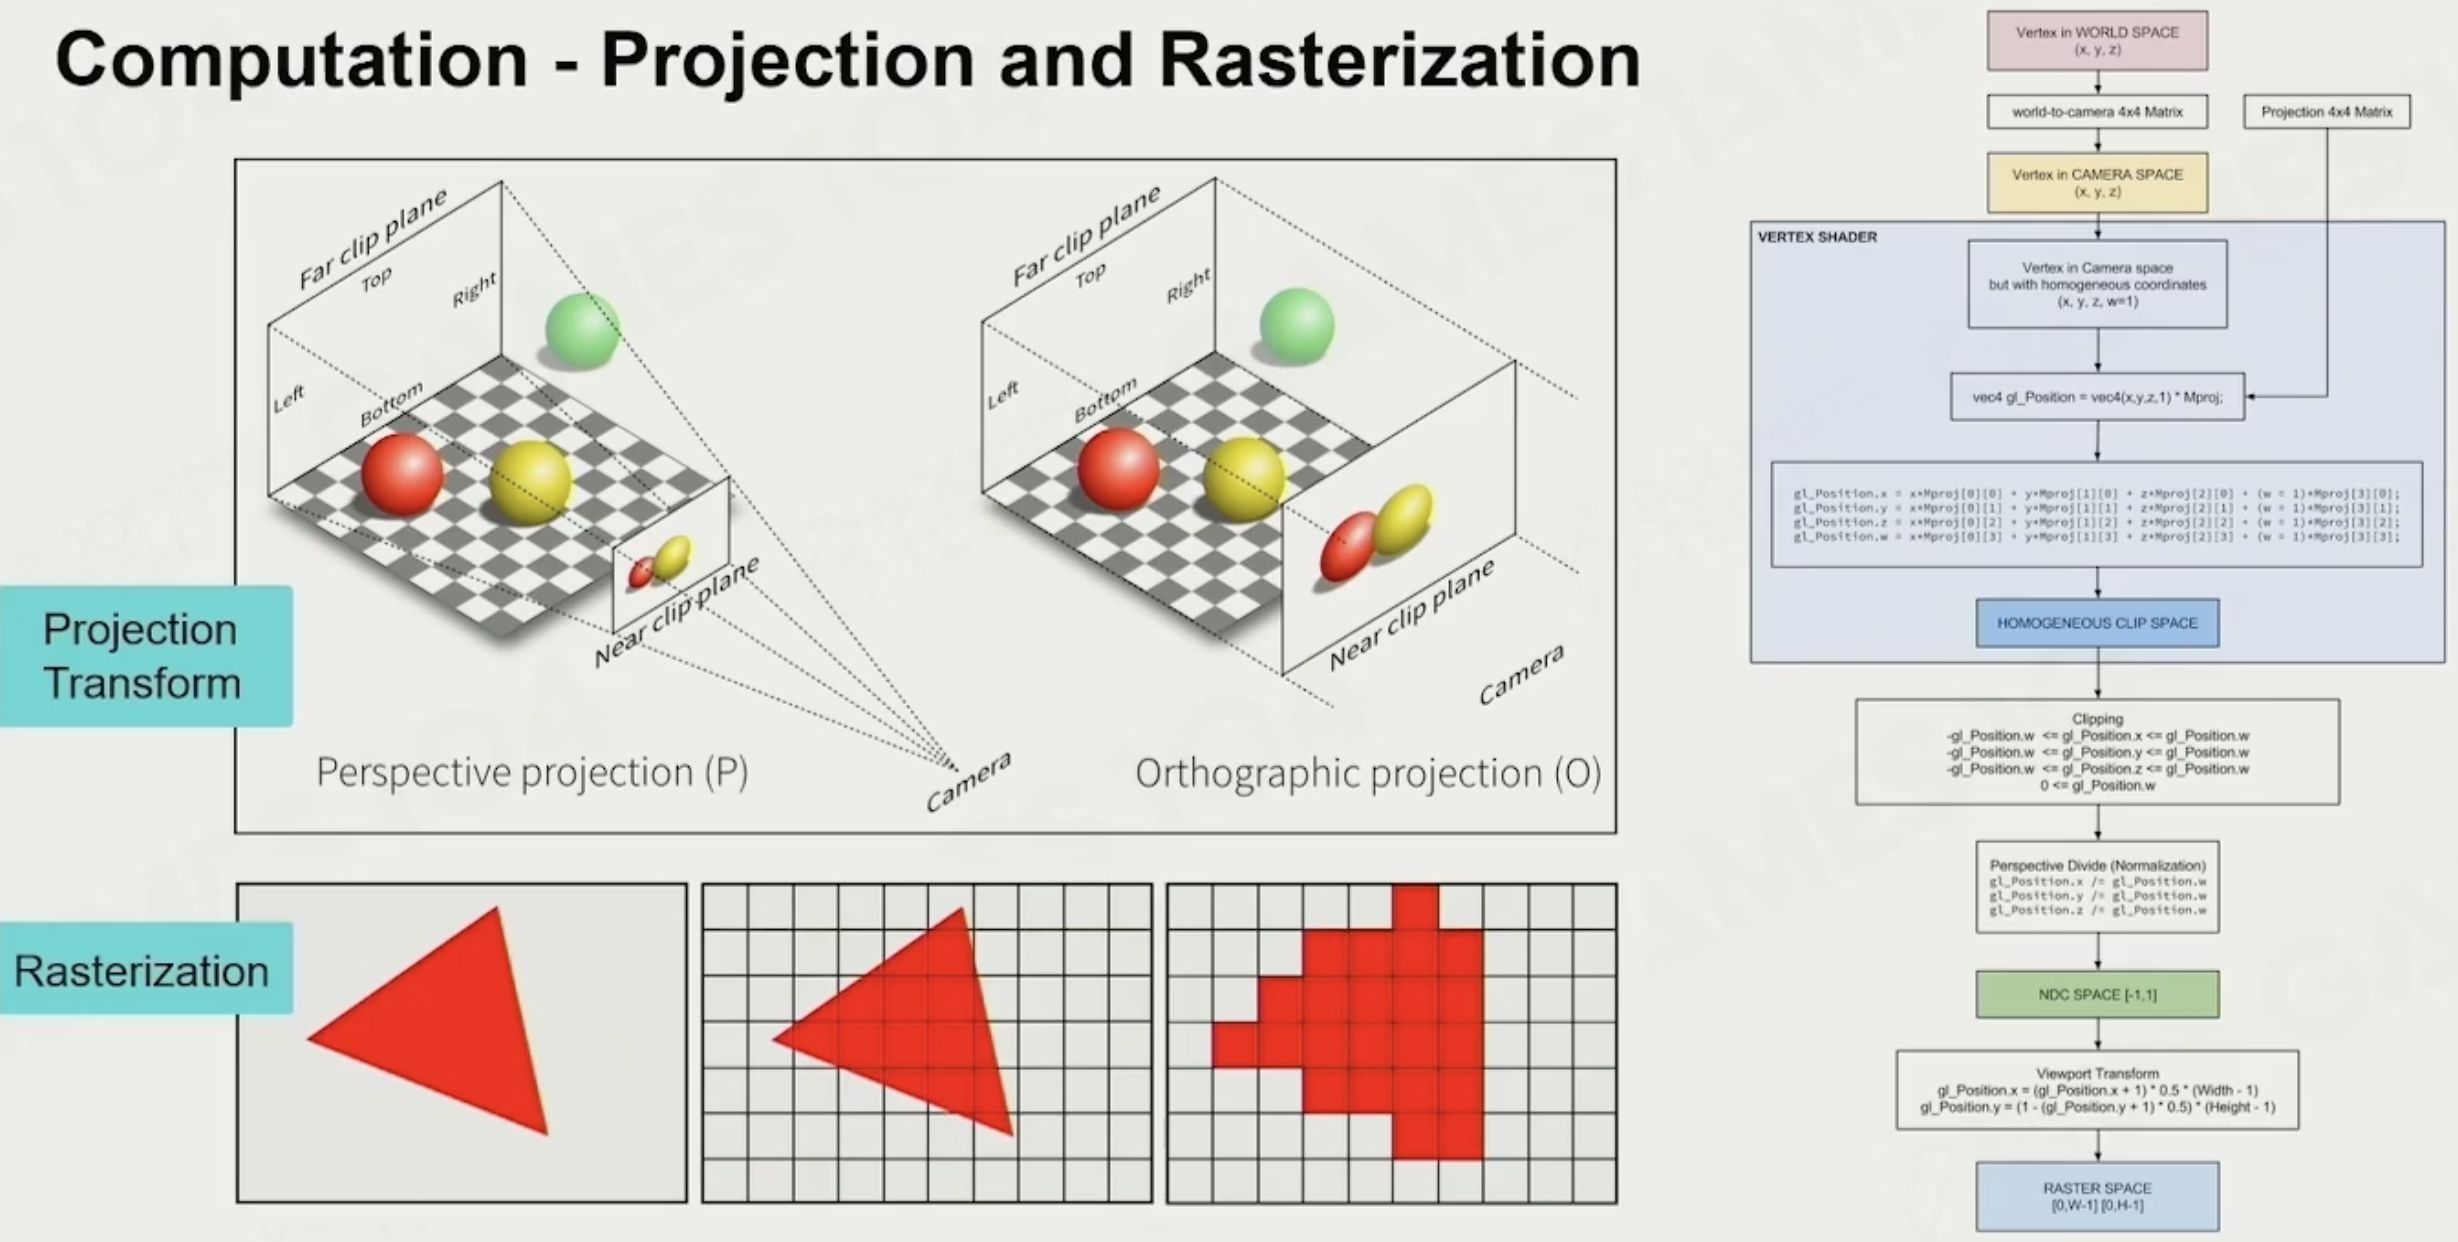 Computation - Projection and Rasterization
Far clip plane
Top
Right
Left
Bottom
Near clip plane
Camera
Perspective projection (P)
Far clip plane
Top
Right
Left
Bottom
Near clip plane
Camera
Orthographic projection (O)
Projection
Transform
Rasterization
Vertex in WORLD SPACE
(x, y, z)
world-to-camera 4x4 Matrix
Projection 4x4 Matrix
Vertex in CAMERA SPACE
(x, y, z)
VERTEX SHADER
Vertex in Camera space
but with homogeneous coordinates
(x, y, z, w=1)
vec4 gl_Position = vec4(x,y,z,1) * Mproj;
gl_Position.x = x*Mproj[0][0] + y*Mproj[1][0] + z*Mproj[2][0] + (w = 1)*Mproj[3][0];
gl_Position.y = x*Mproj[0][1] + y*Mproj[1][1] + z*Mproj[2][1] + (w = 1)*Mproj[3][1];
gl_Position.z = x*Mproj[0][2] + y*Mproj[1][2] + z*Mproj[2][2] + (w = 1)*Mproj[3][2];
gl_Position.w = x*Mproj[0][3] + y*Mproj[1][3] + z*Mproj[2][3] + (w = 1)*Mproj[3][3];
HOMOGENEOUS CLIP SPACE
Clipping
-gl_Position.w <= gl_Position.x <= gl_Position.w
-gl_Position.w <= gl_Position.y <= gl_Position.w
-gl_Position.w <= gl_Position.z <= gl_Position.w
0 <= gl_Position.w
Perspective Divide (Normalization)
gl_Position.x /= gl_Position.w
gl_Position.y /= gl_Position.w
gl_Position.z /= gl_Position.w
NDC SPACE [-1,1]
Viewport Transform
gl_Position.x = (gl_Position.x + 1) * 0.5 * (Width - 1)
gl_Position.y = (1 - (gl_Position.y + 1) * 0.5) * (Height - 1)
RASTER SPACE
[0,W-1] [0,H-1]